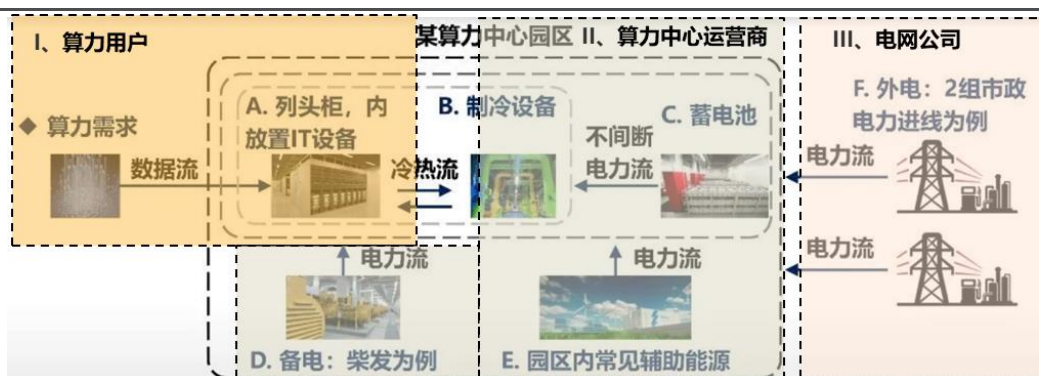 I、算力用户
某算力中心园区 II、算力中心运营商
III、电网公司
A. 列头柜，内
放置IT设备
B. 制冷设备
C. 蓄电池
F. 外电：2组市政
电力进线为例
◆ 算力需求
数据流
冷热流
不间断
电力流
电力流
电力流
电力流
电力流
D. 备电：柴发为例
E. 园区内常见辅助能源